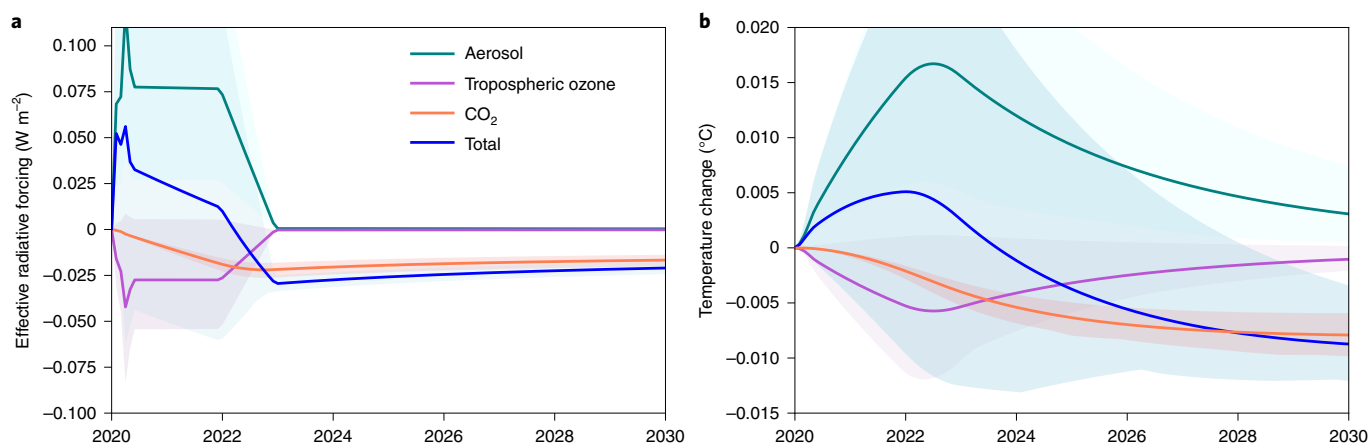 a
Effective radiative forcing (W m−2)
0.100
0.075
0.050
0.025
0
−0.025
−0.050
−0.075
−0.100
2020 2022 2024 2026 2028 2030
Aerosol
Tropospheric ozone
CO2
Total
b
Temperature change (°C)
0.020
0.015
0.010
0.005
0
−0.005
−0.010
−0.015
2020 2022 2024 2026 2028 2030